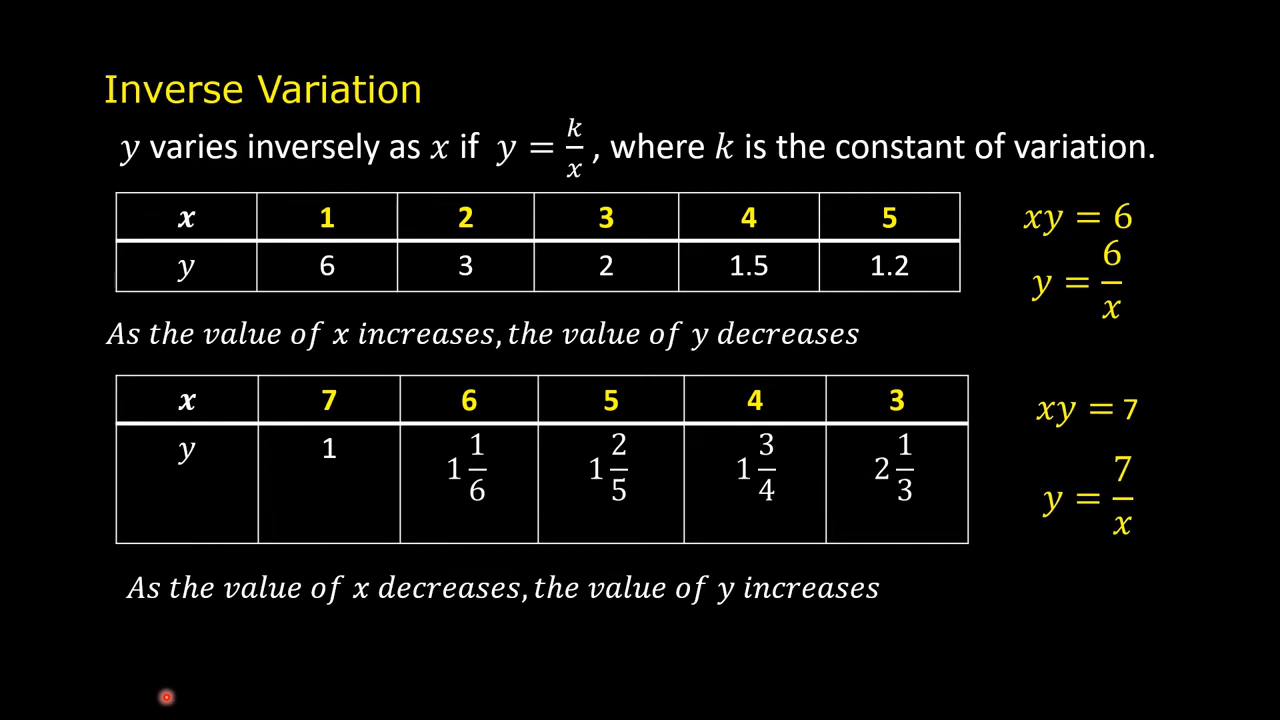 Inverse Variation
y varies inversely as x if y = k/x , where k is the constant of variation.
x 1 2 3 4 5
y 6 3 2 1.5 1.2
xy = 6
y = 6/x
As the value of x increases, the value of y decreases
x 7 6 5 4 3
y 1 1 1/6 1 2/5 1 3/4 2 1/3
xy = 7
y = 7/x
As the value of x decreases, the value of y increases